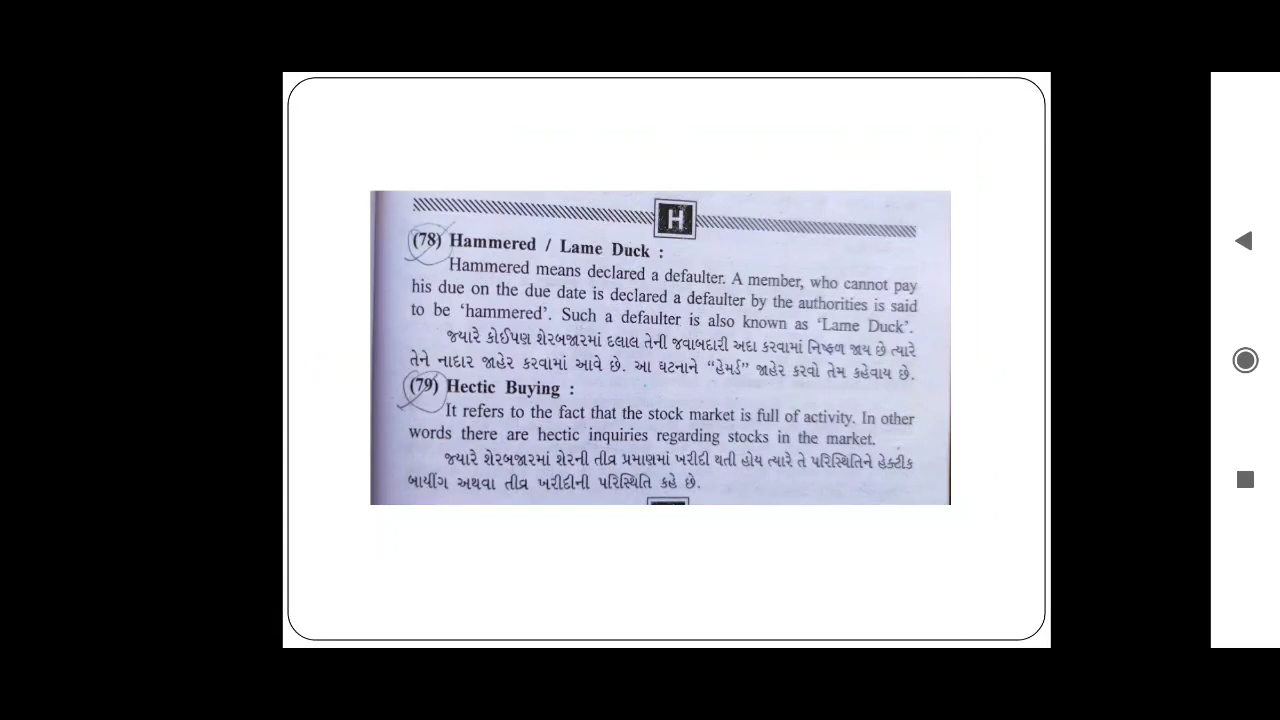 H
(78) Hammered / Lame Duck :
Hammered means declared a defaulter. A member, who cannot pay
his due on the due date is declared a defaulter by the authorities is said
to be ‘hammered’. Such a defaulter is also known as ‘Lame Duck’.
જ્યારે કોઈપણ શેરબજારમાં દલાલ તેની જવાબદારી અદા કરવામાં નિષ્ફળ જાય છે ત્યારે
તેને નાદાર જાહેર કરવામાં આવે છે. આ ઘટનાને “હેમર્ડ” જાહેર કરવો તેમ કહેવાય છે.
(79) Hectic Buying :
It refers to the fact that the stock market is full of activity. In other
words there are hectic inquiries regarding stocks in the market.
જ્યારે શેરબજારમાં શેરની તીવ્ર પ્રમાણમાં ખરીદી થતી હોય ત્યારે તે પરિસ્થિતિને હેક્ટીક
બાયીંગ અથવા તીવ્ર ખરીદીની પરિસ્થિતિ કહે છે.